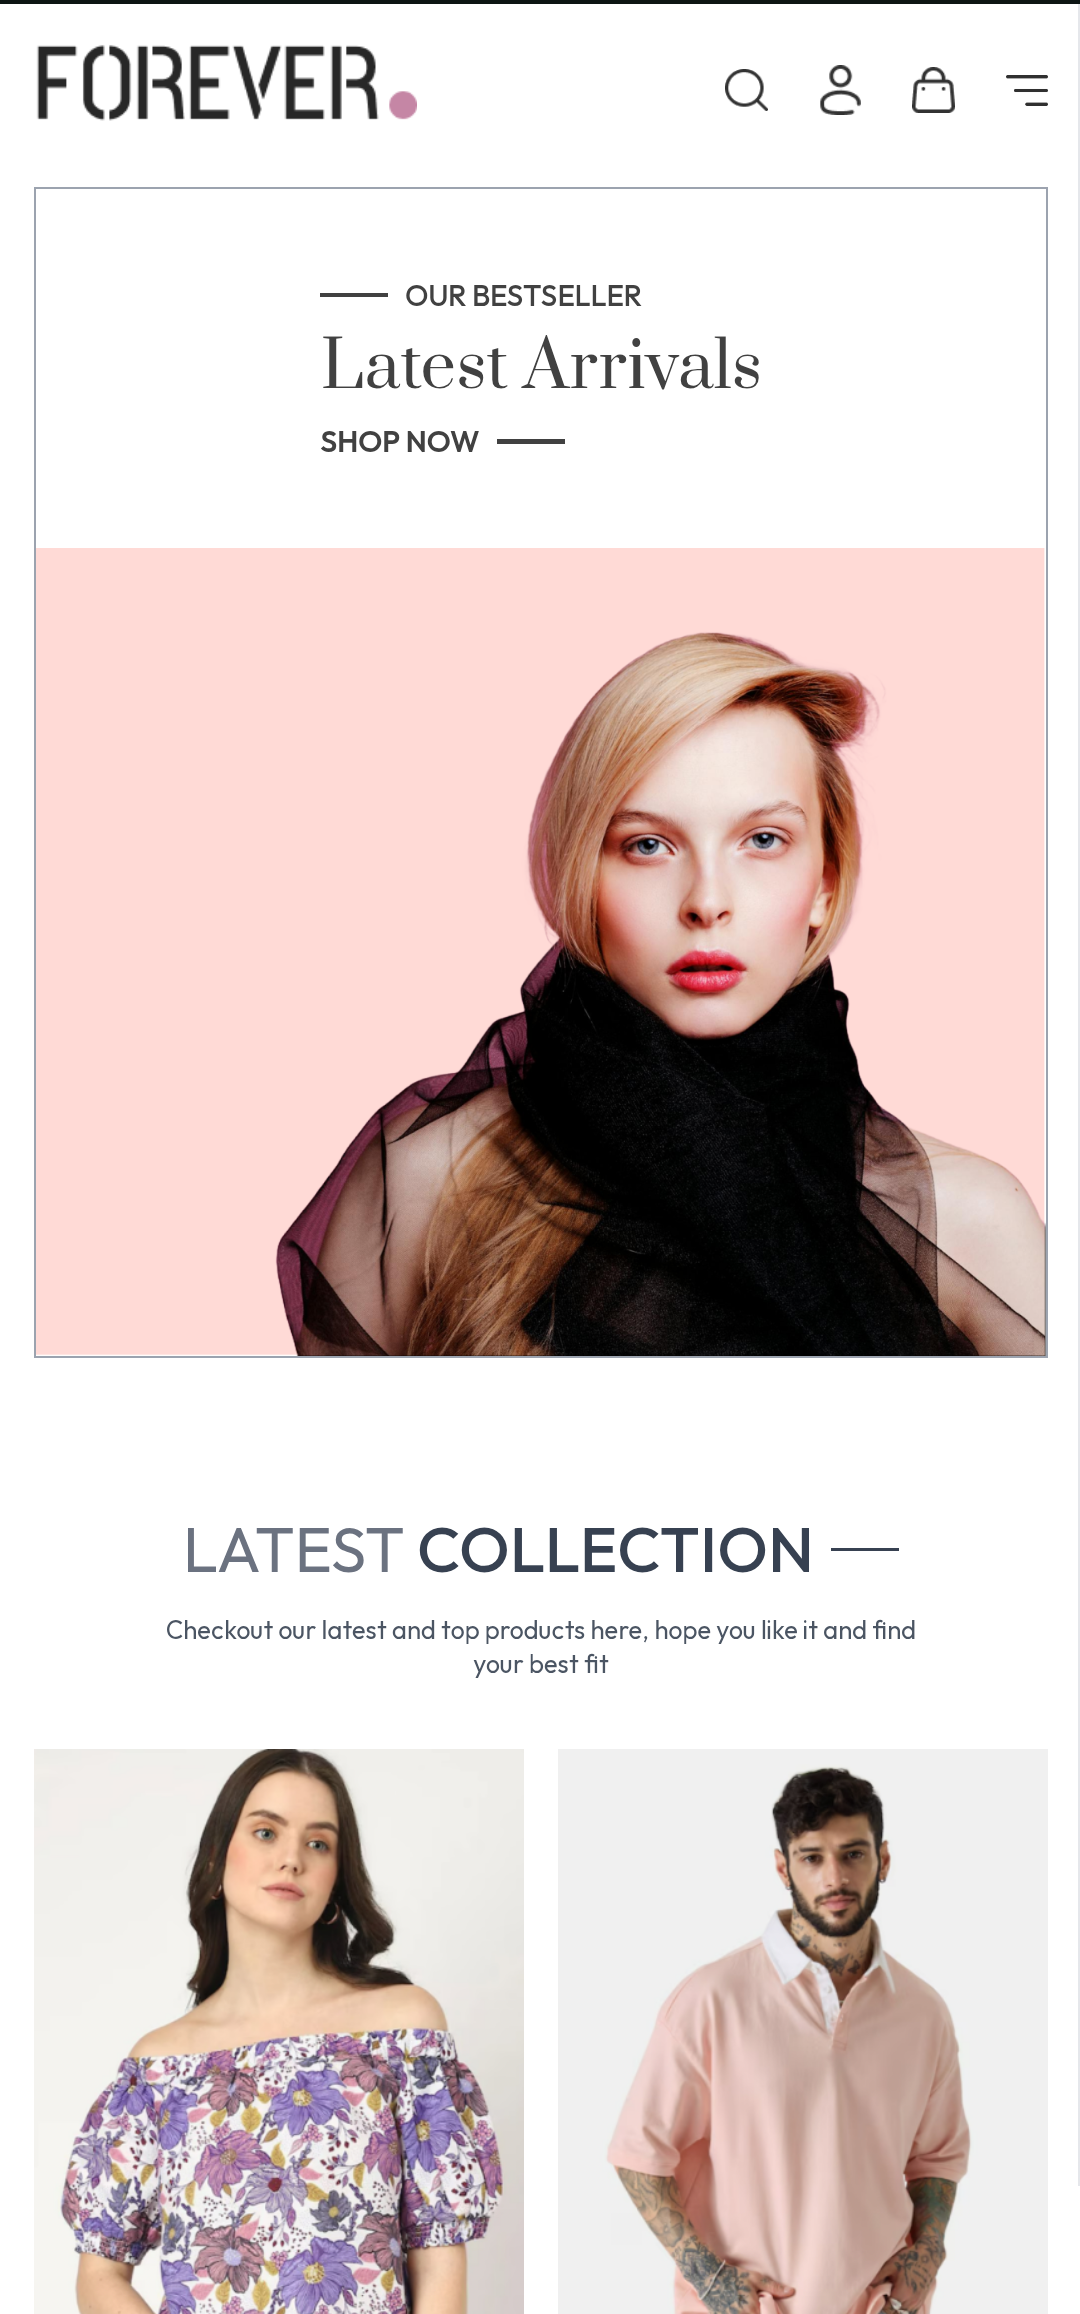 FOREVER.
OUR BESTSELLER
Latest Arrivals
SHOP NOW
LATEST COLLECTION
Checkout our latest and top products here, hope you like it and find
your best fit